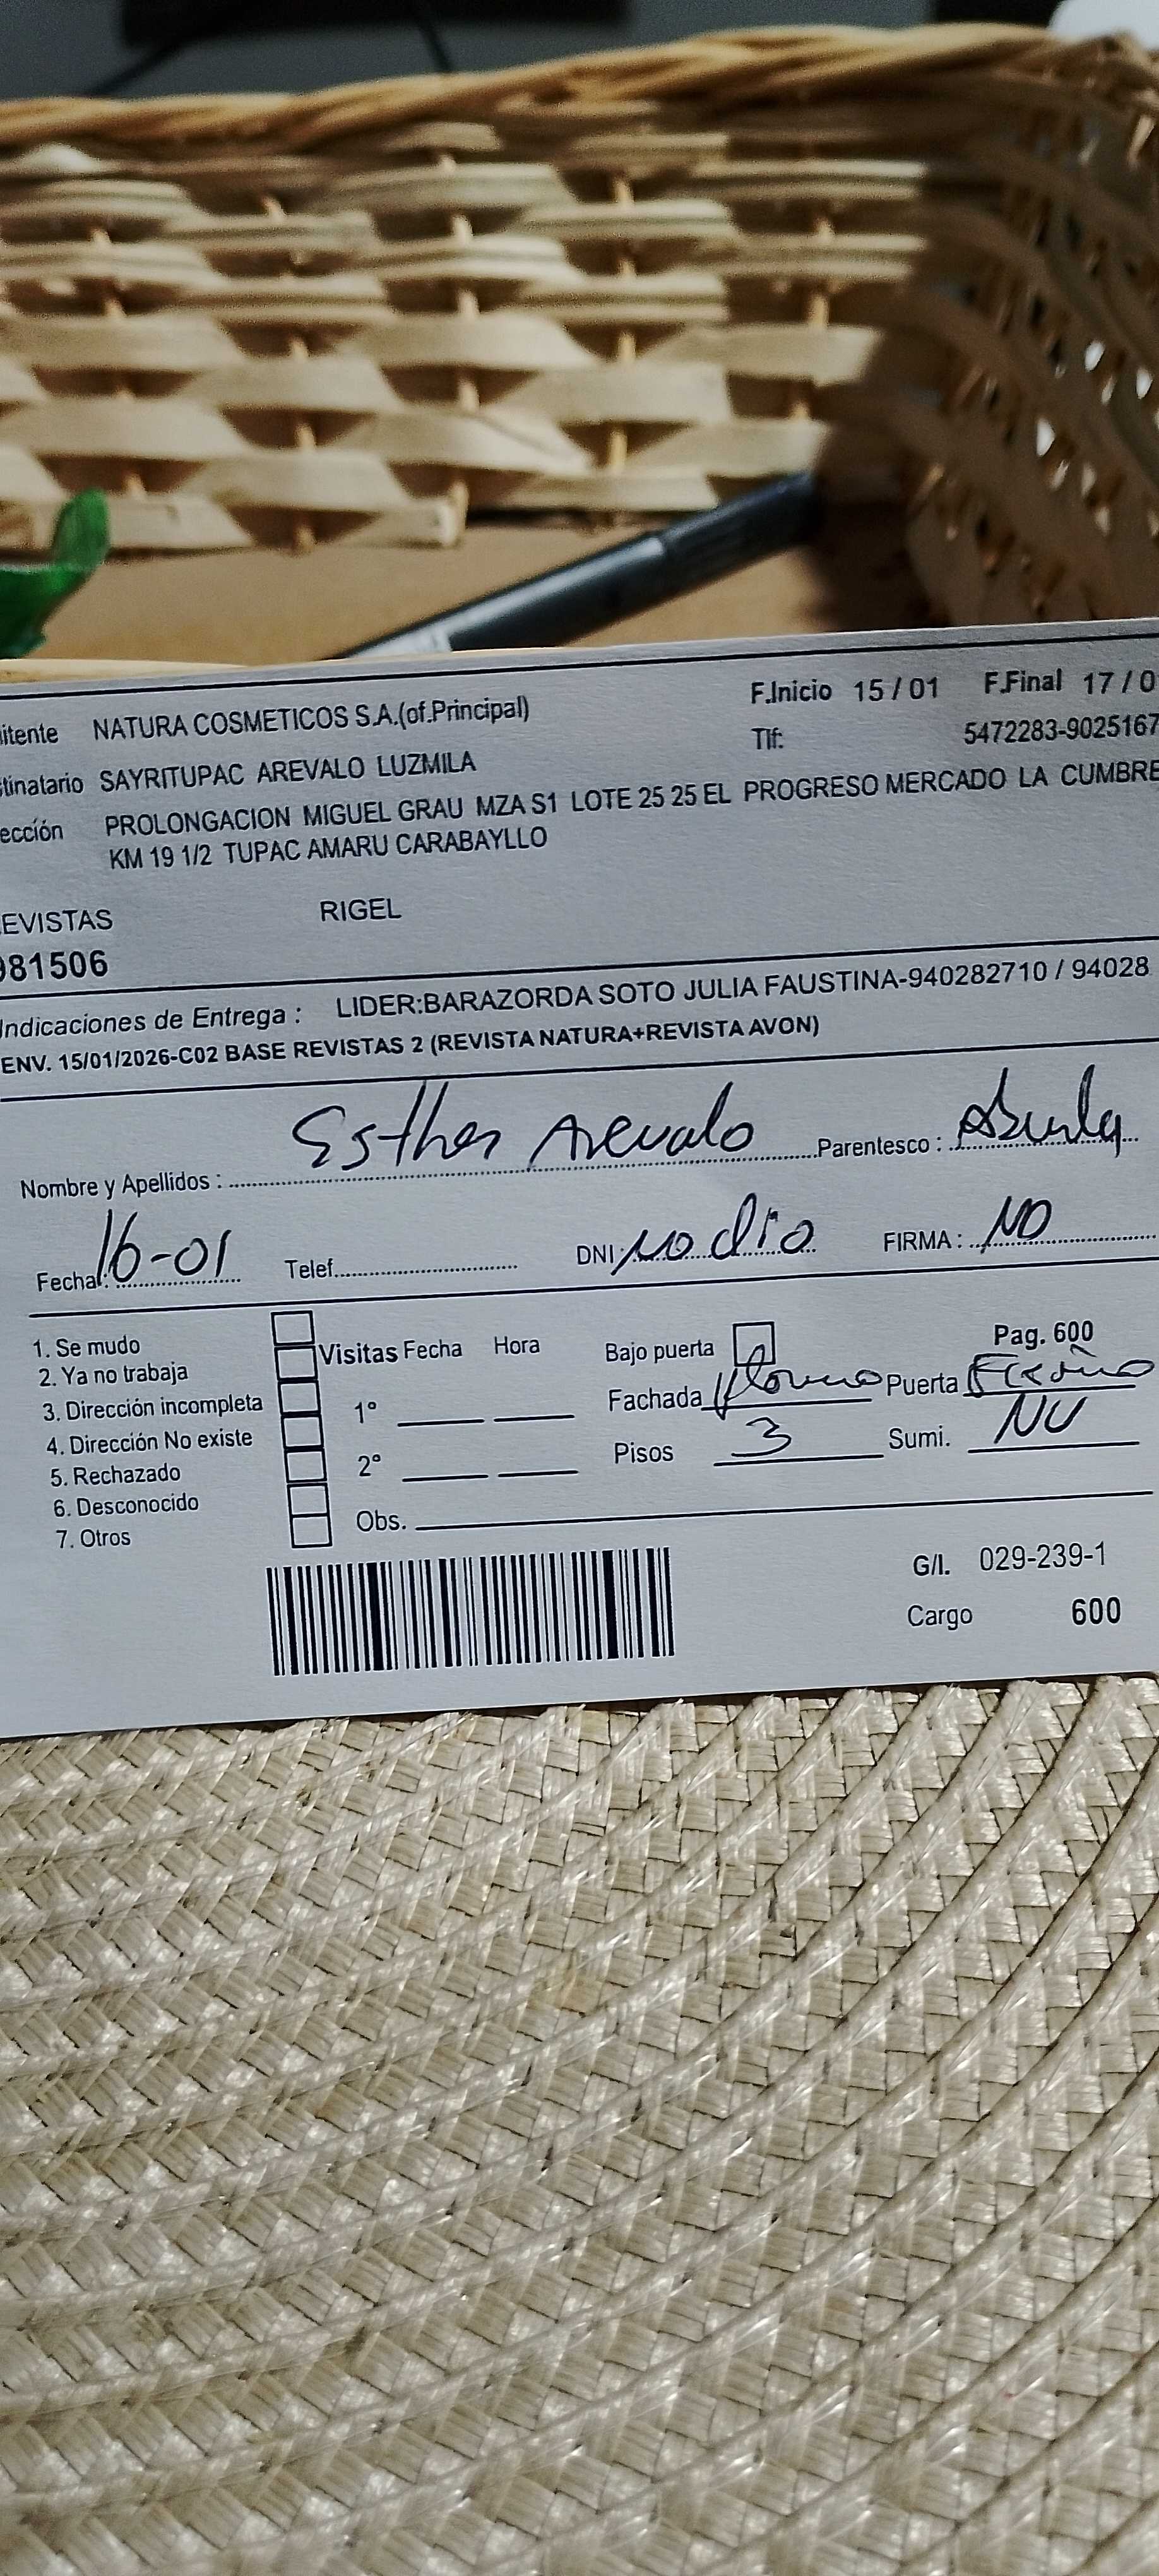 itente NATURA COSMETICOS S.A.(of.Principal) F.Inicio 15 / 01 F.Final 17 / 0
Tlf: 5472283-9025167
tinatario SAYRITUPAC AREVALO LUZMILA
ección PROLONGACION MIGUEL GRAU MZA S1 LOTE 25 25 EL PROGRESO MERCADO LA CUMBRE
KM 19 1/2 TUPAC AMARU CARABAYLLO
EVISTAS RIGEL
981506
Indicaciones de Entrega : LIDER:BARAZORDA SOTO JULIA FAUSTINA-940282710 / 94028
ENV. 15/01/2026-C02 BASE REVISTAS 2 (REVISTA NATURA+REVISTA AVON)
Nombre y Apellidos : Esther Arevalo Parentesco :
Fecha: 16-01 Telef. DNI: NO dio FIRMA : NO
1. Se mudo
2. Ya no trabaja
3. Dirección incompleta
4. Dirección No existe
5. Rechazado
6. Desconocido
7. Otros
Visitas Fecha Hora
1°
2°
Obs.
Bajo puerta Pag. 600
Fachada Puerta
Pisos 3 Sumi. NO
G/I. 029-239-1
Cargo 600